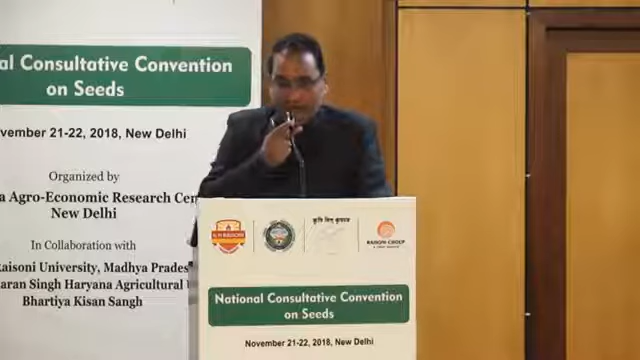 al Consultative Convention
on Seeds
vember 21-22, 2018, New Delhi
Organized by
a Agro-Economic Research Cen
New Delhi
In Collaboration with
aisoni University, Madhya Prades
aran Singh Haryana Agricultural
Bhartiya Kisan Sangh
RAISONI GROUP
National Consultative Convention
on Seeds
November 21-22, 2018, New Delhi